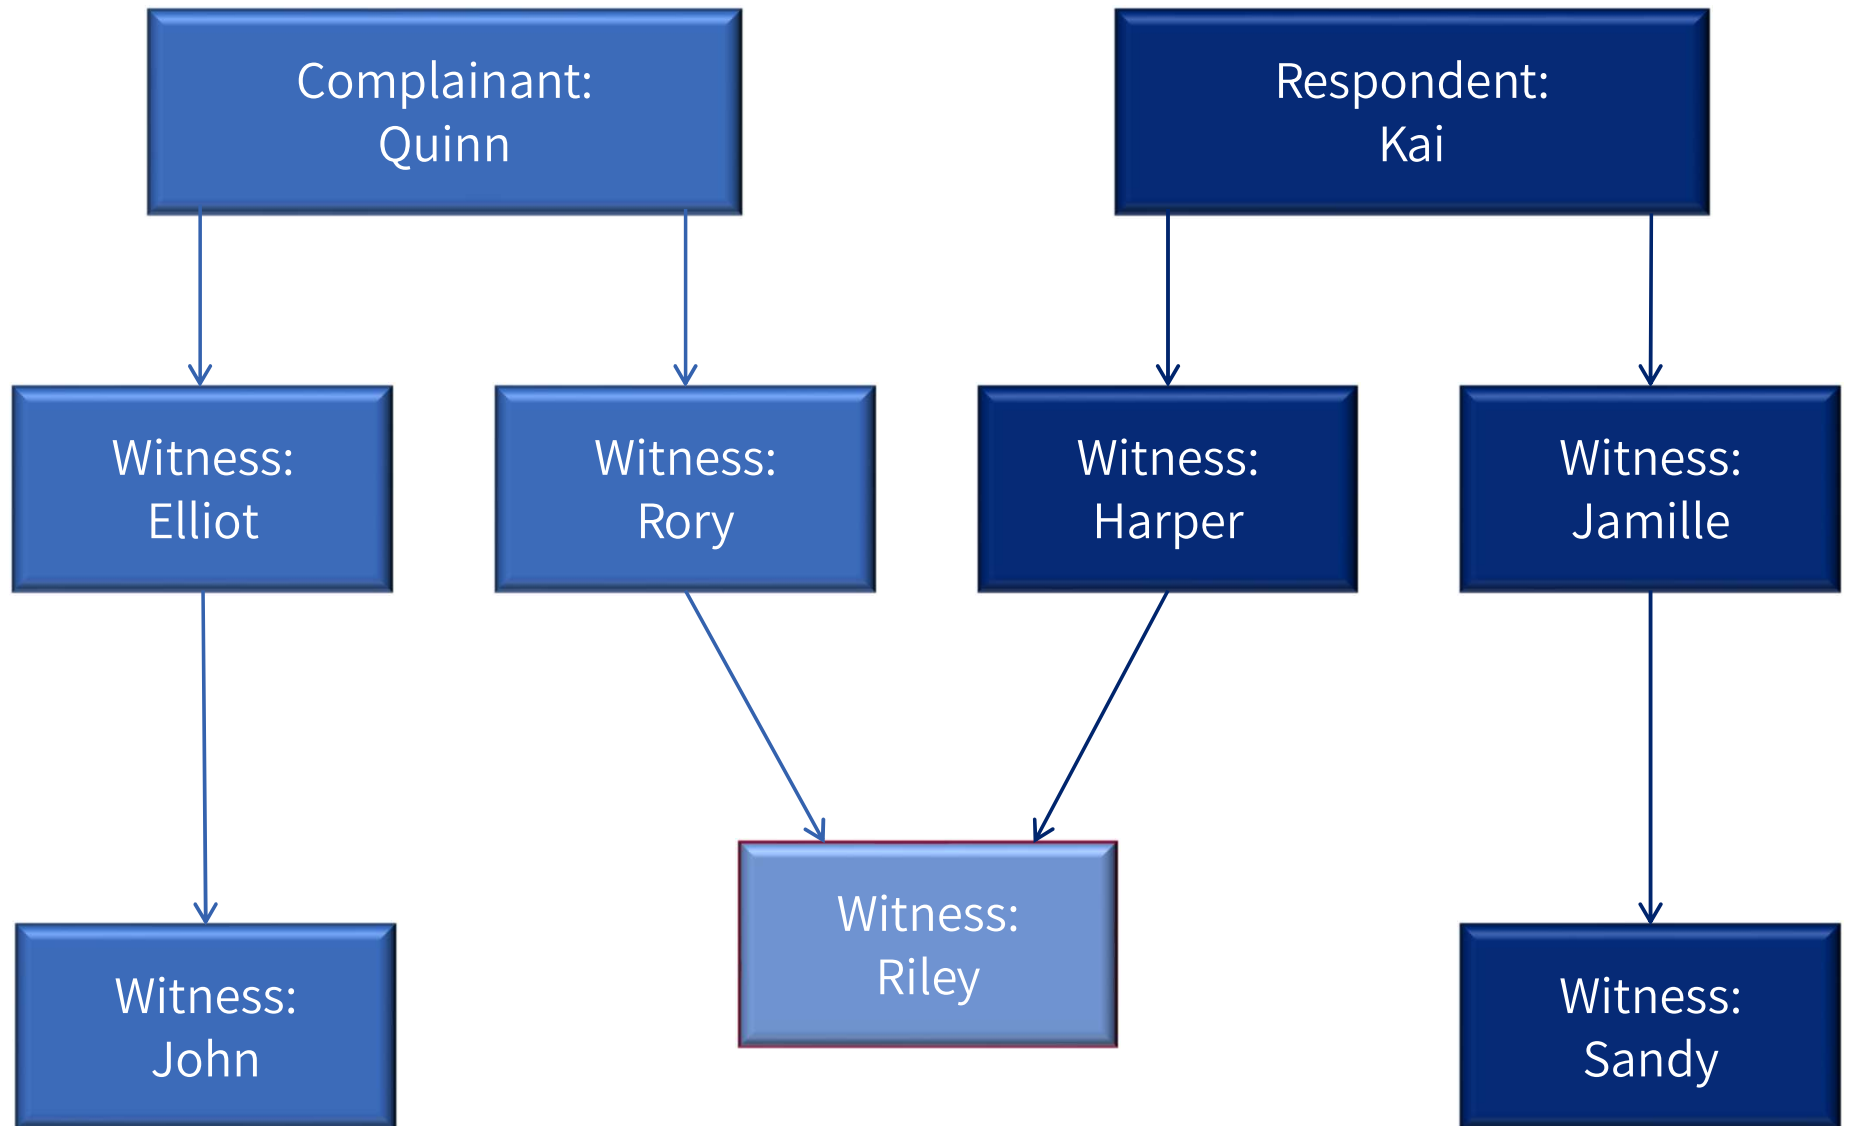 Complainant:
Quinn
Respondent:
Kai
Witness:
Elliot
Witness:
Rory
Witness:
Harper
Witness:
Jamille
Witness:
Riley
Witness:
John
Witness:
Sandy